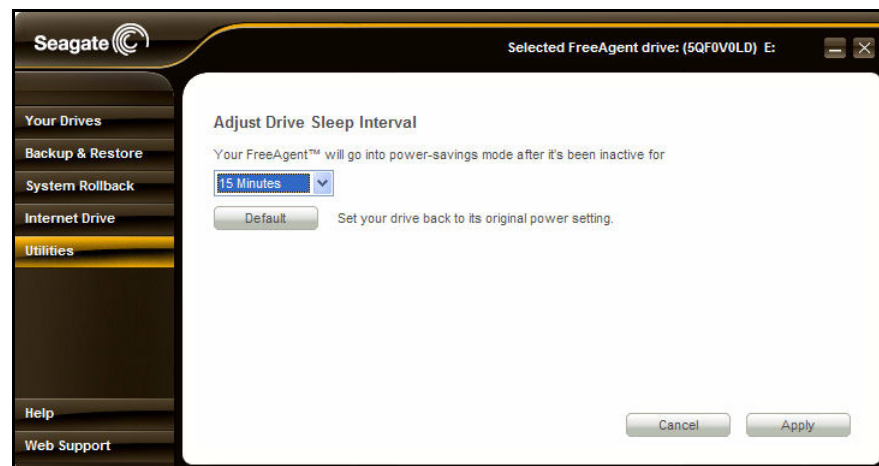 Seagate
Selected FreeAgent drive: (5QF0V0LD) E:
Your Drives
Backup & Restore
System Rollback
Internet Drive
Utilities
Help
Web Support
Adjust Drive Sleep Interval
Your FreeAgent™ will go into power-savings mode after it's been inactive for
15 Minutes
Default
Set your drive back to its original power setting.
Cancel
Apply